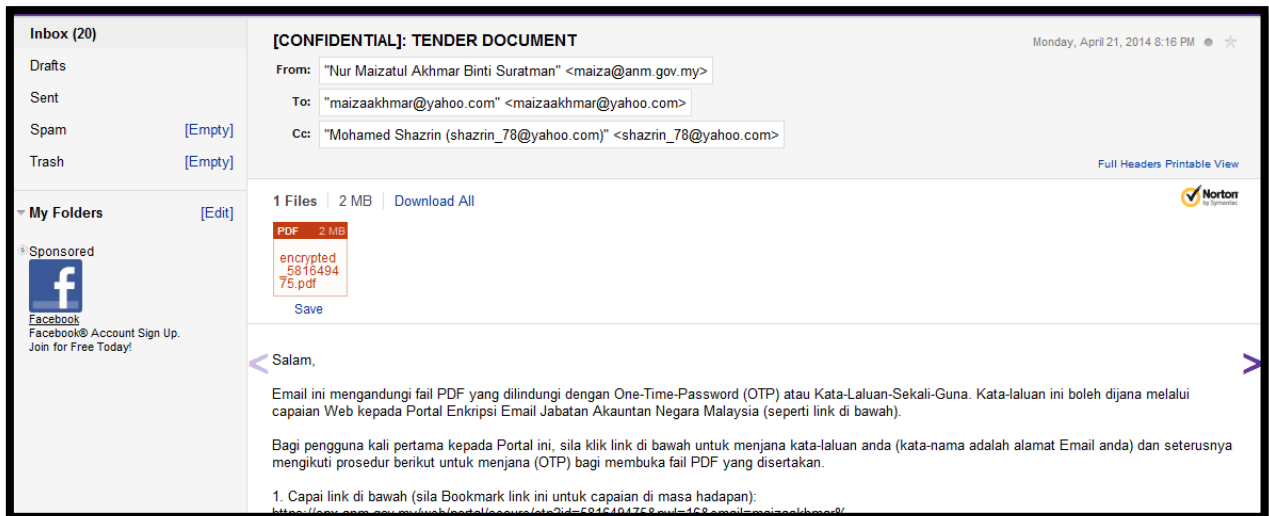 Inbox (20)
Drafts
Sent
Spam [Empty]
Trash [Empty]
My Folders [Edit]
Sponsored
Facebook
Facebook® Account Sign Up.
Join for Free Today!
[CONFIDENTIAL]: TENDER DOCUMENT
Monday, April 21, 2014 8:16 PM
From: "Nur Maizatul Akhmar Binti Suratman" <maiza@anm.gov.my>
To: "maizaakhmar@yahoo.com" <maizaakhmar@yahoo.com>
Cc: "Mohamed Shazrin (shazrin_78@yahoo.com)" <shazrin_78@yahoo.com>
Full Headers Printable View
1 Files 2 MB Download All
Norton
by Symantec
PDF 2 MB
encrypted
_5816494
75.pdf
Save
Salam,
Email ini mengandungi fail PDF yang dilindungi dengan One-Time-Password (OTP) atau Kata-Laluan-Sekali-Guna. Kata-laluan ini boleh dijana melalui
capaian Web kepada Portal Enkripsi Email Jabatan Akauntan Negara Malaysia (seperti link di bawah).
Bagi pengguna kali pertama kepada Portal ini, sila klik link di bawah untuk menjana kata-laluan anda (kata-nama adalah alamat Email anda) dan seterusnya
mengikuti prosedur berikut untuk menjana (OTP) bagi membuka fail PDF yang disertakan.
1. Capai link di bawah (sila Bookmark link ini untuk capaian di masa hadapan):